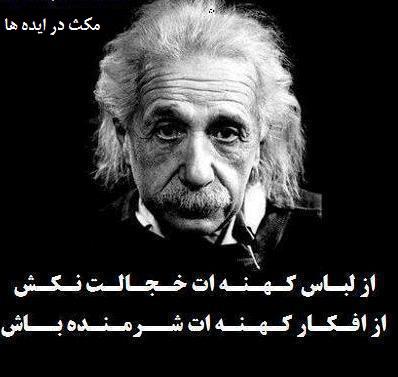 مکث در ایده ها
از لباس کهنه ات خجالت نکش
از افکار کهنه ات شرمنده باش